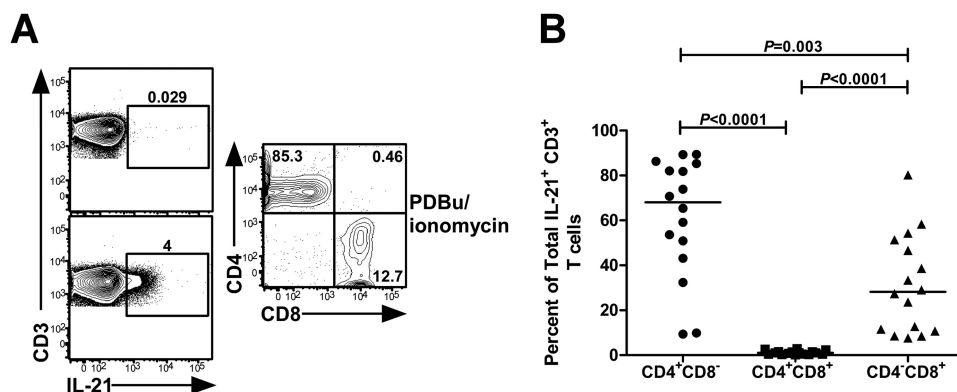 A
0.029
10⁵
10⁴
10³
10²
0
4
10⁵
10⁴
10³
10²
0
0 10² 10³ 10⁴ 10⁵
CD3
IL-21
85.3
0.46
12.7
10⁵
10⁴
10³
10²
0
0 10² 10³ 10⁴ 10⁵
CD4
CD8
PDBu/
ionomycin
B
P=0.003
P<0.0001
P<0.0001
100
80
60
40
20
0
Percent of Total IL-21⁺ CD3⁺
T cells
CD4⁺CD8⁻
CD4⁺CD8⁺
CD4⁻CD8⁺